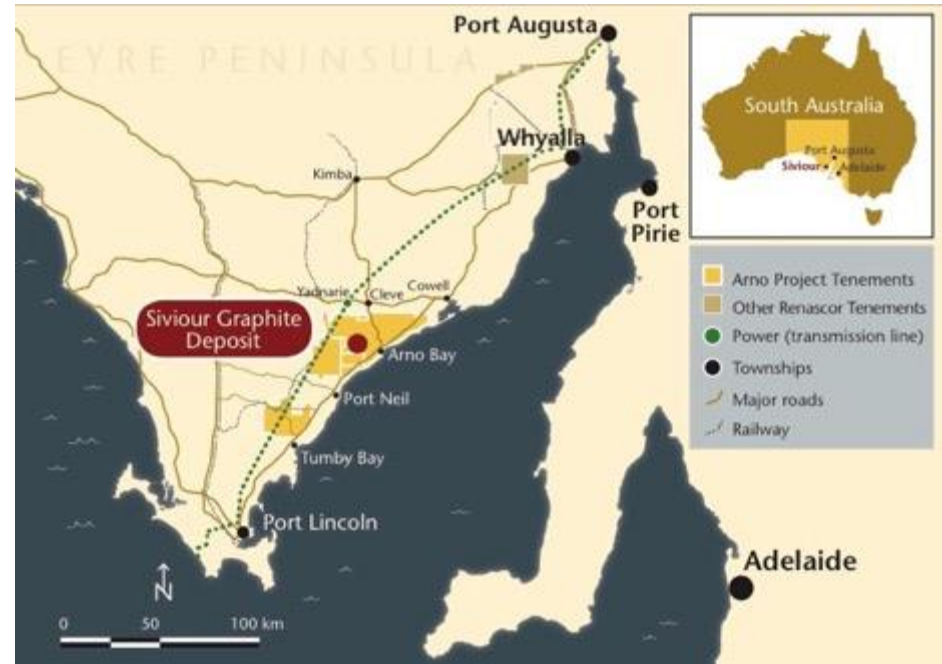 EYRE PENINSULA
Port Augusta
Whyalla
Kimba
Port
Pirie
Yadnarie
Cleve
Cowell
Siviour Graphite
Deposit
Arno Bay
Port Neil
Tumby Bay
Port Lincoln
Adelaide
N
0 50 100 km
South Australia
Port Augusta
Siviour
Adelaide
Arno Project Tenements
Other Renascor Tenements
Power (transmission line)
Townships
Major roads
Railway